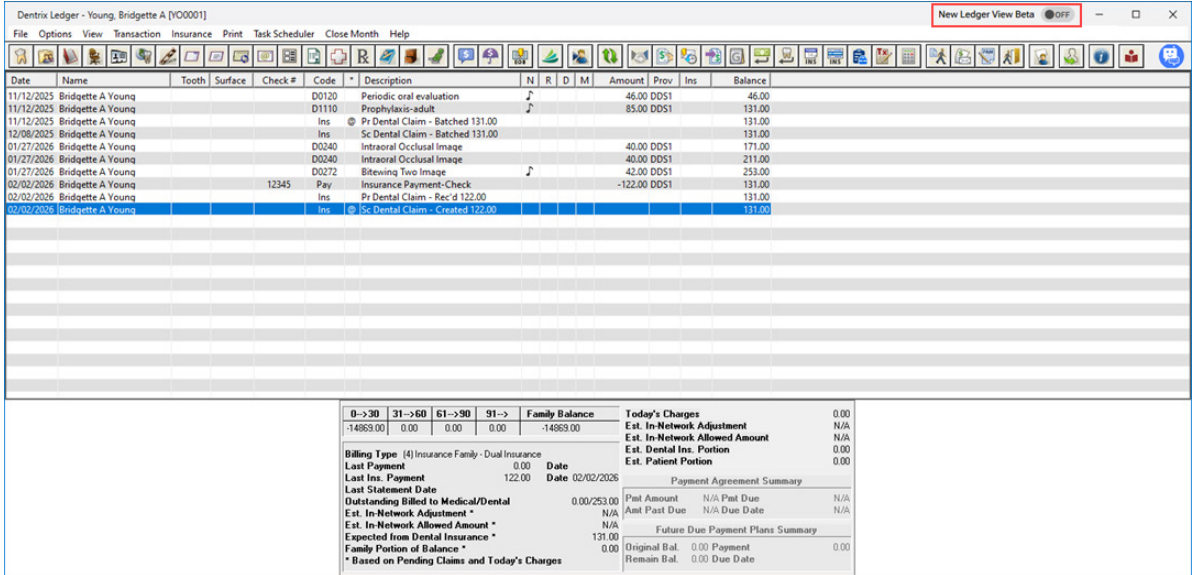 Dentrix Ledger - Young, Bridgette A [YO0001] New Ledger View Beta OFF
File Options View Transaction Insurance Print Task Scheduler Close Month Help
Date Name Tooth Surface Check # Code * Description N R D M Amount Prov Ins Balance
11/12/2025 Bridgette A Young D0120 Periodic oral evaluation 46.00 DDS1 46.00
11/12/2025 Bridgette A Young D1110 Prophylaxis-adult 85.00 DDS1 131.00
11/12/2025 Bridgette A Young Ins @ Pr Dental Claim - Batched 131.00 131.00
12/08/2025 Bridgette A Young Ins Sc Dental Claim - Batched 131.00 131.00
01/27/2026 Bridgette A Young D0240 Intraoral Occlusal Image 40.00 DDS1 171.00
01/27/2026 Bridgette A Young D0240 Intraoral Occlusal Image 40.00 DDS1 211.00
01/27/2026 Bridgette A Young D0272 Bitewing Two Image 42.00 DDS1 253.00
02/02/2026 Bridgette A Young 12345 Pay Insurance Payment-Check -122.00 DDS1 131.00
02/02/2026 Bridgette A Young Ins Pr Dental Claim - Rec'd 122.00 131.00
02/02/2026 Bridgette A Young Ins @ Sc Dental Claim - Created 122.00 131.00
0-->30 31-->60 61-->90 91--> Family Balance
-14869.00 0.00 0.00 0.00 -14869.00
Billing Type (4) Insurance Family - Dual Insurance
Last Payment 0.00 Date
Last Ins. Payment 122.00 Date 02/02/2026
Last Statement Date
Outstanding Billed to Medical/Dental 0.00/253.00
Est. In-Network Adjustment * N/A
Est. In-Network Allowed Amount * N/A
Expected from Dental Insurance * 131.00
Family Portion of Balance * 0.00
* Based on Pending Claims and Today's Charges
Today's Charges 0.00
Est. In-Network Adjustment N/A
Est. In-Network Allowed Amount N/A
Est. Dental Ins. Portion 0.00
Est. Patient Portion 0.00
Payment Agreement Summary
Pmt Amount N/A Pmt Due N/A
Amt Past Due N/A Due Date N/A
Future Due Payment Plans Summary
Original Bal. 0.00 Payment 0.00
Remain Bal. 0.00 Due Date